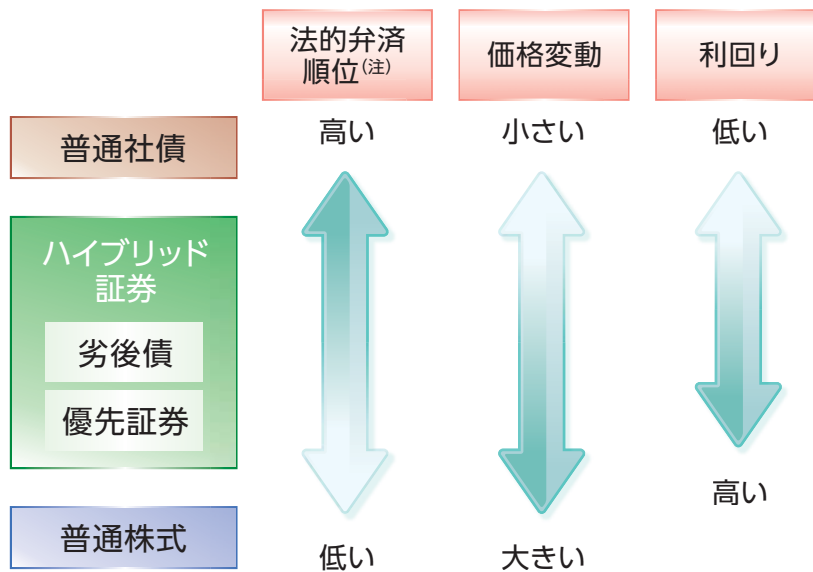 法的弁済
順位(注)
価格変動
利回り
普通社債
高い
小さい
低い
ハイブリッド
証券
劣後債
優先証券
高い
普通株式
低い
大きい